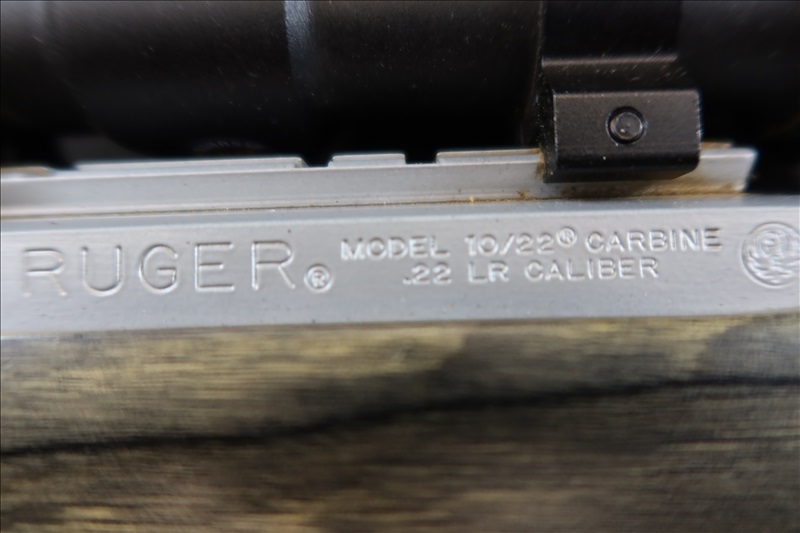 RUGER®
MODEL 10/22® CARBINE
.22 LR CALIBER